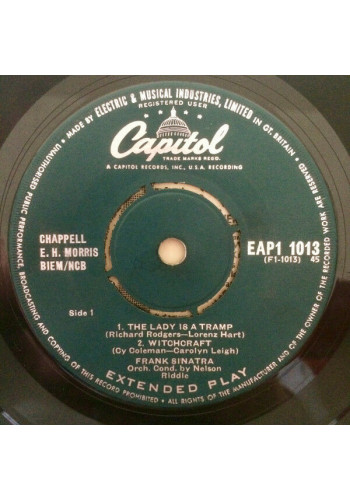 MADE BY ELECTRIC & MUSICAL INDUSTRIES, LIMITED IN GT. BRITAIN • ALL RIGHTS RESERVED
REGISTERED USER
Capitol
TRADE MARK REGD.
A CAPITOL RECORDS, INC., U.S.A. RECORDING
CHAPPELL
E. H. MORRIS
BIEM/NCB
EAP1 1013
(F1-1013) 45
Side 1
1. THE LADY IS A TRAMP
(Richard Rodgers—Lorenz Hart)
2. WITCHCRAFT
(Cy Coleman—Carolyn Leigh)
FRANK SINATRA
Orch. Cond. by Nelson
Riddle
EXTENDED PLAY
UNAUTHORISED PUBLIC PERFORMANCE, BROADCASTING AND COPYING OF THIS RECORD PROHIBITED • ALL RIGHTS OF THE MANUFACTURER AND OF THE OWNER OF THE RECORDED WORK ARE RESERVED